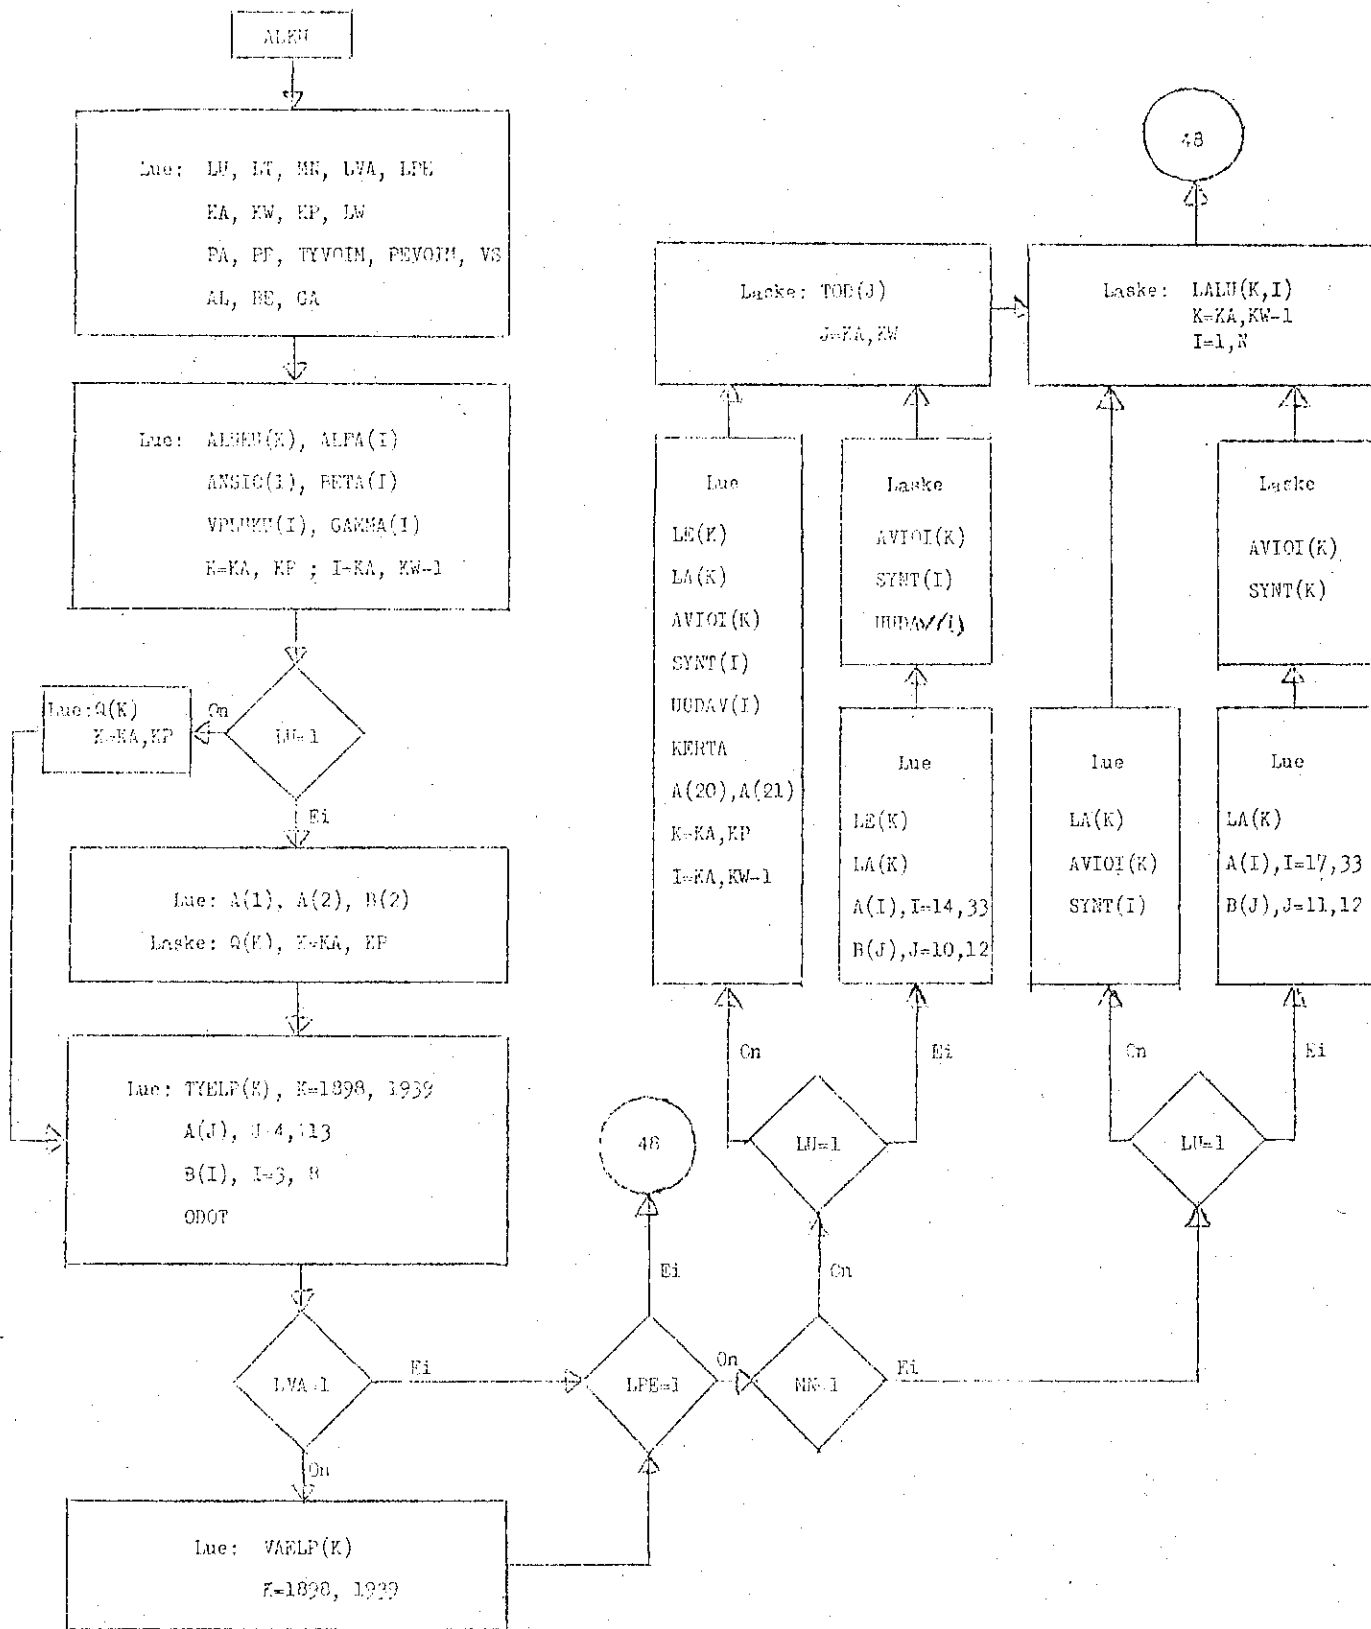 ALKU
Lue: LU, LT, MN, LVA, LPE
KA, KW, KP, LW
PA, PF, TYVOIM, PEVOIM, VS
AL, BE, GA
Lue: ALFA(I)
ANSIO(I), BETA(I)
GAMMA(I)
K=KA, KP ; I=KA, KW-1
LU=1
On
Lue:Q(K)
K=KA,KP
Ei
Lue: A(1), A(2), B(2)
Laske: Q(K), K=KA, KP
Lue: TYELP(K), K=1898, 1939
A(J), J=4, 13
B(I), I=3, 8
ODOT
LVA=1
Ei
On
Lue: VAELP(K)
K=1898, 1939
LPE=1
Ei
48
On
MN=1
On
Ei
LU=1
On
Ei
Lue
LE(K)
LA(K)
AVIOI(K)
SYNT(I)
UUDAV(I)
KERTA
A(20),A(21)
K=KA,KP
I=KA,KW-1
Lue
LE(K)
LA(K)
A(I),I=14,33
B(J),J=10,12
Laske
AVIOI(K)
SYNT(I)
UUDAV(i)
Laske: TOD(J)
J=KA,KW
LU=1
On
Ei
Lue
LA(K)
AVIOI(K)
SYNT(I)
Lue
LA(K)
A(I),I=17,33
B(J),J=11,12
Laske
AVIOI(K)
SYNT(K)
Laske: LALU(K,I)
K=KA,KW-1
I=1,N
48